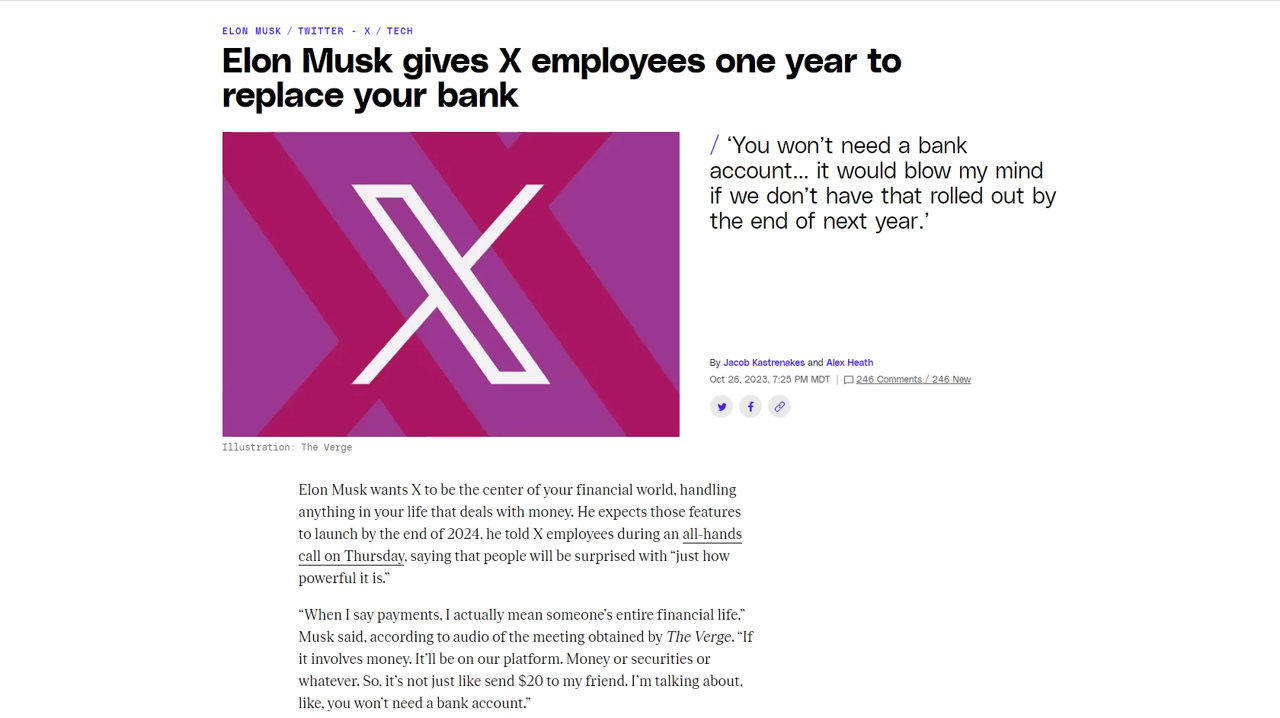 ELON MUSK / TWITTER - X / TECH
Elon Musk gives X employees one year to
replace your bank
/ ‘You won’t need a bank
account... it would blow my mind
if we don’t have that rolled out by
the end of next year.’
By Jacob Kastrenakes and Alex Heath
Oct 26, 2023, 7:25 PM MDT | 246 Comments / 246 New
Illustration: The Verge
Elon Musk wants X to be the center of your financial world, handling
anything in your life that deals with money. He expects those features
to launch by the end of 2024, he told X employees during an all-hands
call on Thursday, saying that people will be surprised with “just how
powerful it is.”
“When I say payments, I actually mean someone’s entire financial life,”
Musk said, according to audio of the meeting obtained by The Verge. “If
it involves money. It’ll be on our platform. Money or securities or
whatever. So, it’s not just like send $20 to my friend. I’m talking about,
like, you won’t need a bank account.”